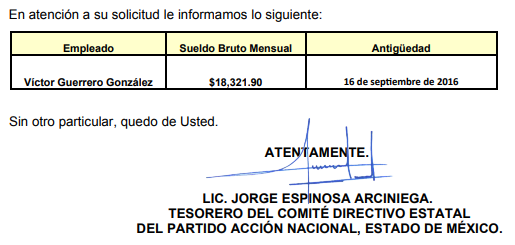 En atención a su solicitud le informamos lo siguiente:
Empleado Sueldo Bruto Mensual Antigüedad
Víctor Guerrero González $18,321.90 16 de septiembre de 2016
Sin otro particular, quedo de Usted.
ATENTAMENTE.
LIC. JORGE ESPINOSA ARCINIEGA.
TESORERO DEL COMITÉ DIRECTIVO ESTATAL
DEL PARTIDO ACCIÓN NACIONAL, ESTADO DE MÉXICO.